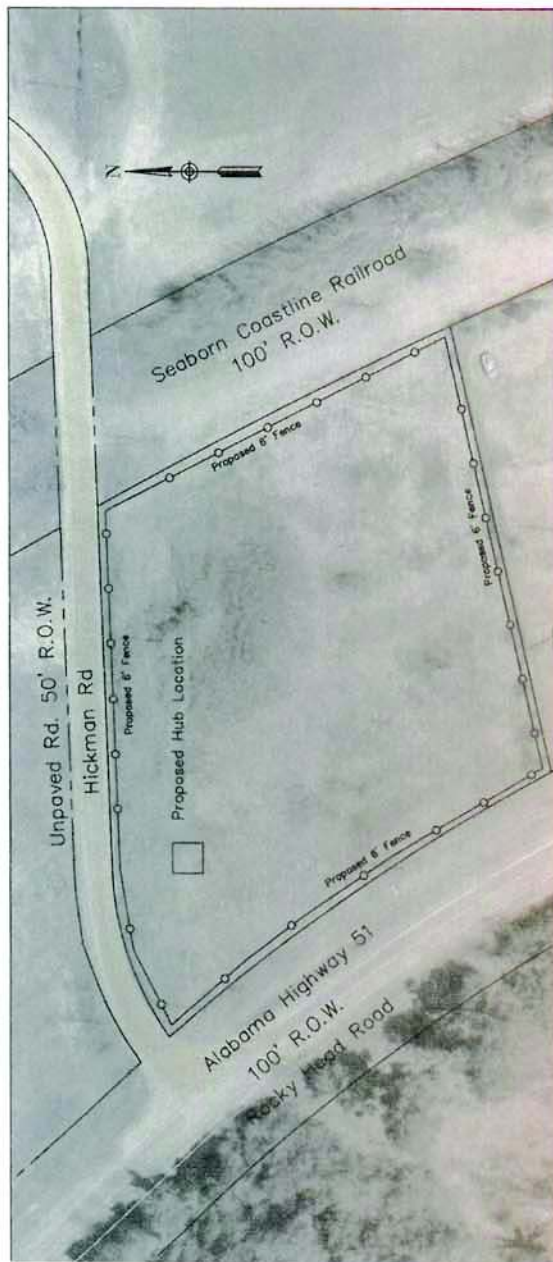 N
Unpaved Rd. 50' R.O.W.
Hickman Rd
Seaborn Coastline Railroad
100' R.O.W.
Proposed 6' Fence
Proposed 6' Fence
Proposed Hub Location
Proposed 6' Fence
Proposed 6' Fence
Alabama Highway 51
100' R.O.W.
Rocky Head Road